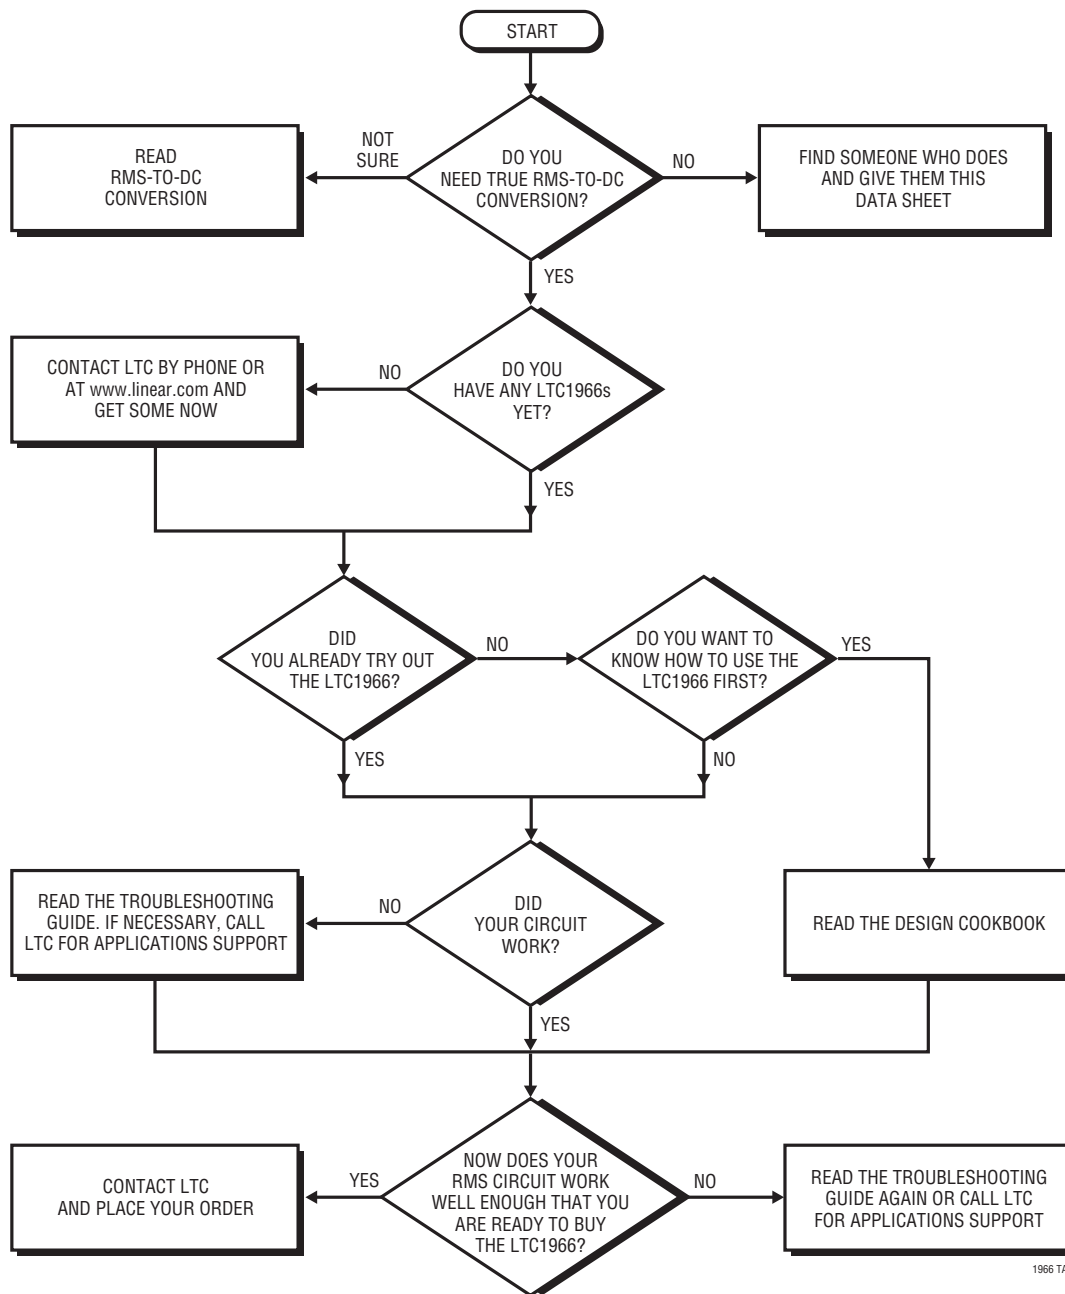 START
NOT
SURE
READ
RMS-TO-DC
CONVERSION
DO YOU
NEED TRUE RMS-TO-DC
CONVERSION?
NO
FIND SOMEONE WHO DOES
AND GIVE THEM THIS
DATA SHEET
YES
CONTACT LTC BY PHONE OR
AT www.linear.com AND
GET SOME NOW
NO
DO YOU
HAVE ANY LTC1966s
YET?
YES
DID
YOU ALREADY TRY OUT
THE LTC1966?
NO
DO YOU WANT TO
KNOW HOW TO USE THE
LTC1966 FIRST?
YES
YES
NO
READ THE TROUBLESHOOTING
GUIDE. IF NECESSARY, CALL
LTC FOR APPLICATIONS SUPPORT
NO
DID
YOUR CIRCUIT
WORK?
READ THE DESIGN COOKBOOK
YES
CONTACT LTC
AND PLACE YOUR ORDER
YES
NOW DOES YOUR
RMS CIRCUIT WORK
WELL ENOUGH THAT YOU
ARE READY TO BUY
THE LTC1966?
NO
READ THE TROUBLESHOOTING
GUIDE AGAIN OR CALL LTC
FOR APPLICATIONS SUPPORT
1966 TA